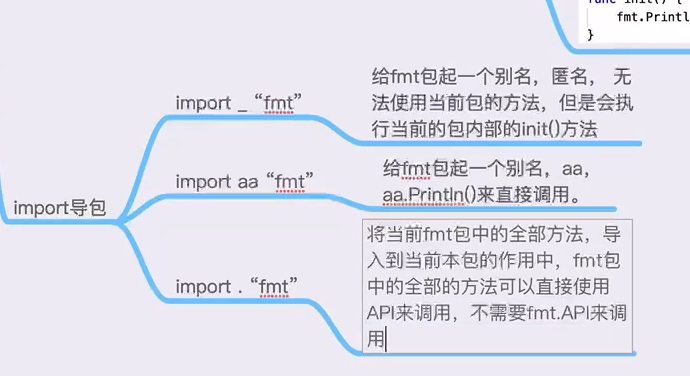 func init() {
fmt.Printl
}
import导包
import _ “fmt”
给fmt包起一个别名，匿名， 无
法使用当前包的方法，但是会执
行当前的包内部的init()方法
import aa “fmt”
给fmt包起一个别名，aa，
aa.Println()来直接调用。
import . “fmt”
将当前fmt包中的全部方法，导
入到当前本包的作用中，fmt包
中的全部的方法可以直接使用
API来调用，不需要fmt.API来调
用